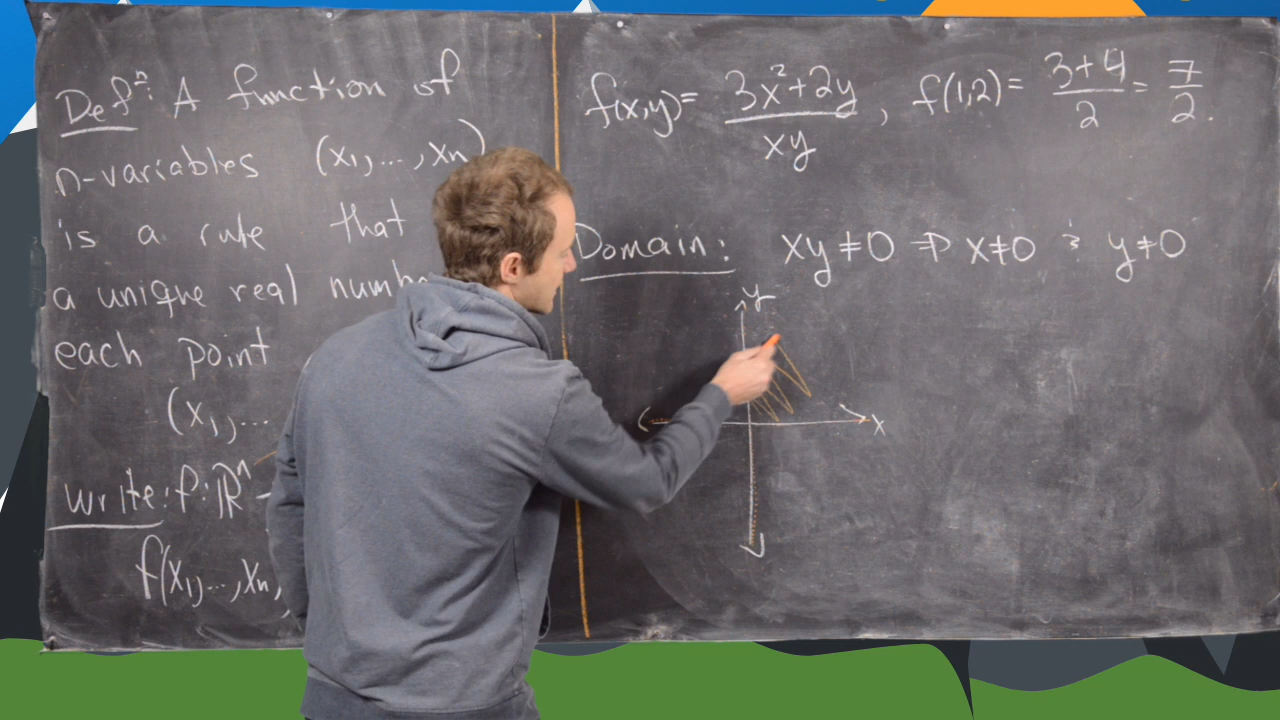 Defⁿ: A function of
n-variables (x₁,...,xₙ)
is a rule that
a unique real numbe
each point
(x₁,...
Write: f: ℝⁿ
f(x₁,...,xₙ,
f(x,y)= (3x²+2y)/(xy), f(1,2)= (3+4)/2 = 7/2.
Domain: xy≠0 ⇒ x≠0 & y≠0
y
x